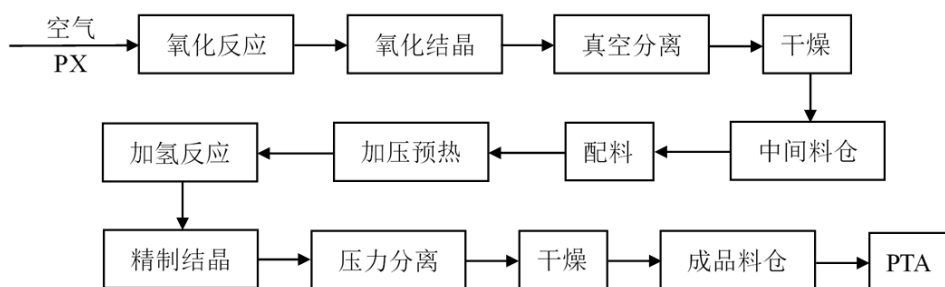 空气
PX
氧化反应
氧化结晶
真空分离
干燥
中间料仓
配料
加压预热
加氢反应
精制结晶
压力分离
干燥
成品料仓
PTA